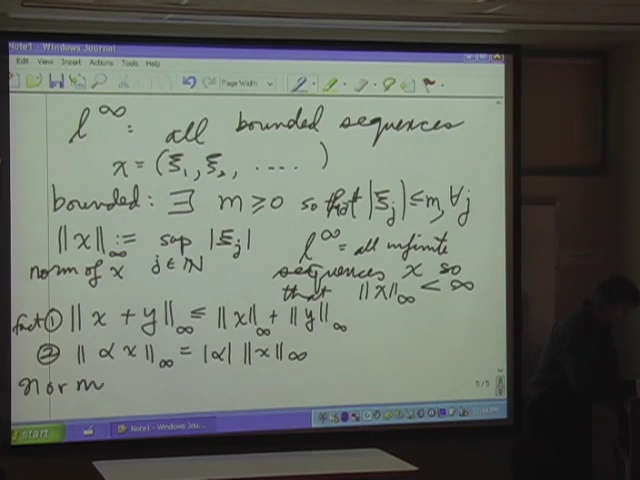 Note1 - Windows Journal
Edit View Insert Actions Tools Help
Page Width
l^∞ = all bounded sequences
x = (ξ₁, ξ₂, ....)
bounded: ∃ m ≥ 0 so that |ξⱼ| ≤ m, ∀j
‖x‖_∞ := sup |ξⱼ|
norm of x j ∈ ℕ
l^∞ = all infinite
sequences x so
that ‖x‖_∞ < ∞
fact ① ‖x + y‖_∞ ≤ ‖x‖_∞ + ‖y‖_∞
② ‖αx‖_∞ = |α| ‖x‖_∞
norm
5/5
start
Note1 - Windows Jou...